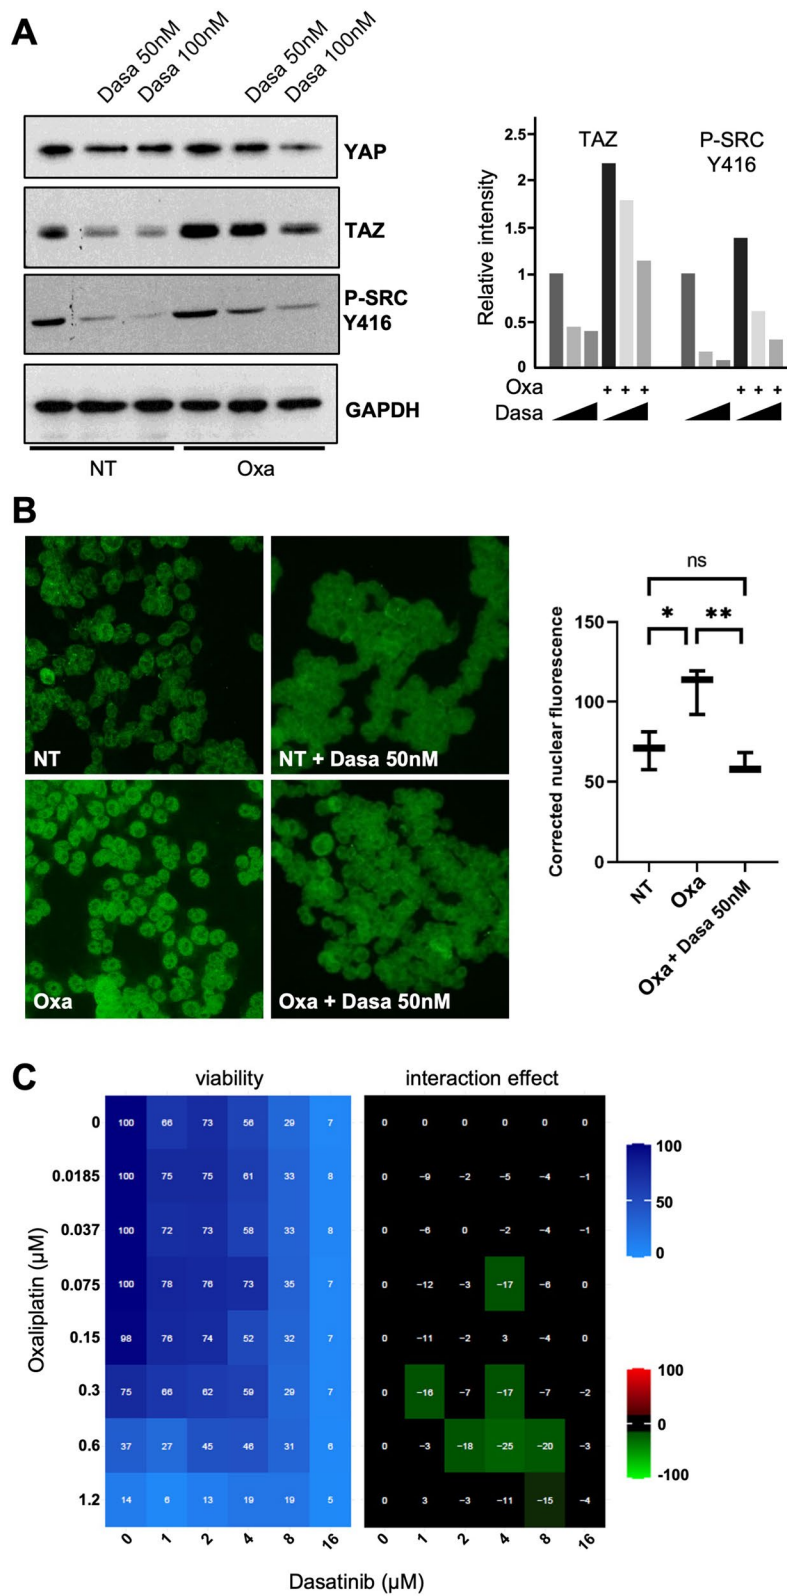 A
Dasa 50nM
Dasa 100nM
Dasa 50nM
Dasa 100nM
YAP
TAZ
P-SRC
Y416
GAPDH
NT
Oxa
Relative intensity
2.5
2
1.5
1
0.5
0
TAZ
P-SRC
Y416
Oxa
+ + +
+ + +
Dasa
B
NT
NT + Dasa 50nM
Oxa
Oxa + Dasa 50nM
Corrected nuclear fluorescence
150
100
50
0
ns
*
**
NT
Oxa
Oxa + Dasa 50nM
C
viability
interaction effect
Oxaliplatin (µM)
0
100 66 73 56 29 7
0 0 0 0 0 0
0.0185
100 75 75 61 33 8
0 −9 −2 −5 −4 −1
0.037
100 72 73 58 33 8
0 −6 0 −2 −4 −1
0.075
100 78 76 73 35 7
0 −12 −3 −17 −6 0
0.15
98 76 74 52 32 7
0 −11 −2 3 −4 0
0.3
75 66 62 59 29 7
0 −16 −7 −17 −7 −2
0.6
37 27 45 46 31 6
0 −3 −18 −25 −20 −3
1.2
14 6 13 19 19 5
0 3 −3 −11 −15 −4
0 1 2 4 8 16
0 1 2 4 8 16
Dasatinib (µM)
100
50
0
100
0
-100